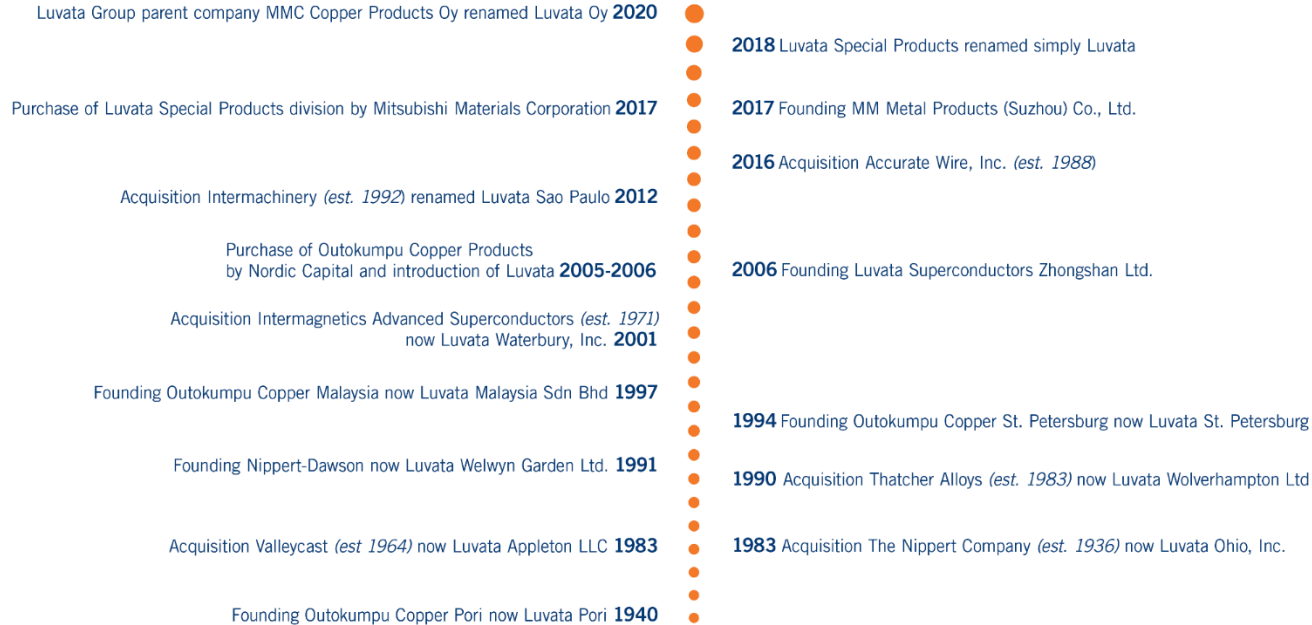 Luvata Group parent company MMC Copper Products Oy renamed Luvata Oy 2020
2018 Luvata Special Products renamed simply Luvata
Purchase of Luvata Special Products division by Mitsubishi Materials Corporation 2017
2017 Founding MM Metal Products (Suzhou) Co., Ltd.
2016 Acquisition Accurate Wire, Inc. (est. 1988)
Acquisition Intermachinery (est. 1992) renamed Luvata Sao Paulo 2012
Purchase of Outokumpu Copper Products
by Nordic Capital and introduction of Luvata 2005-2006
2006 Founding Luvata Superconductors Zhongshan Ltd.
Acquisition Intermagnetics Advanced Superconductors (est. 1971)
now Luvata Waterbury, Inc. 2001
Founding Outokumpu Copper Malaysia now Luvata Malaysia Sdn Bhd 1997
1994 Founding Outokumpu Copper St. Petersburg now Luvata St. Petersburg
Founding Nippert-Dawson now Luvata Welwyn Garden Ltd. 1991
1990 Acquisition Thatcher Alloys (est. 1983) now Luvata Wolverhampton Ltd
Acquisition Valleycast (est 1964) now Luvata Appleton LLC 1983
1983 Acquisition The Nippert Company (est. 1936) now Luvata Ohio, Inc.
Founding Outokumpu Copper Pori now Luvata Pori 1940